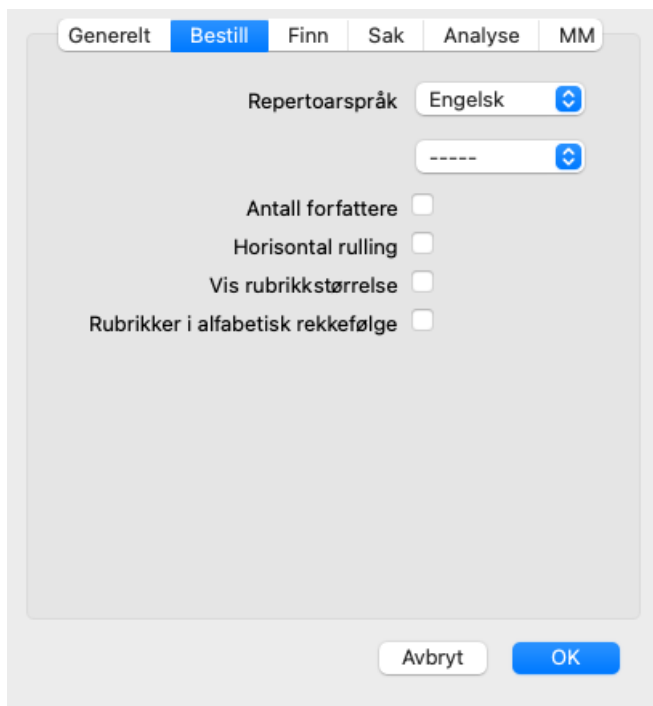 Generelt Bestill Finn Sak Analyse MM
Repertoarspråk Engelsk
-----
Antall forfattere
Horisontal rulling
Vis rubrikkstørrelse
Rubrikker i alfabetisk rekkefølge
Avbryt OK